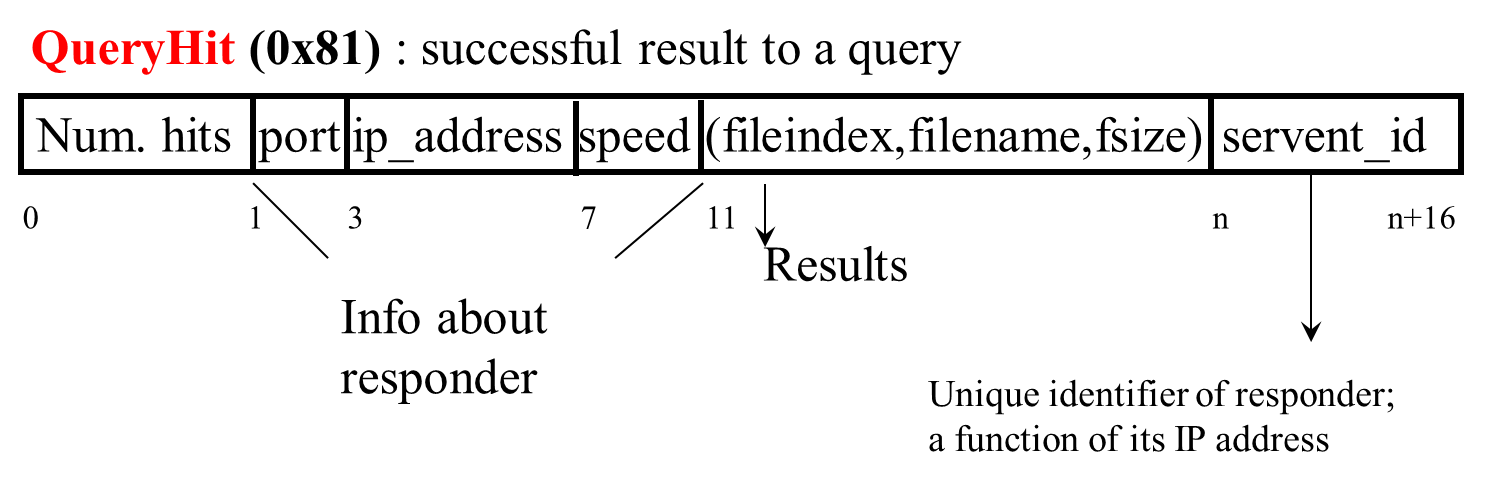 QueryHit (0x81) : successful result to a query
Num. hits port ip_address speed (fileindex,filename,fsize) servent_id
0 1 3 7 11 n n+16
Results
Info about
responder
Unique identifier of responder;
a function of its IP address